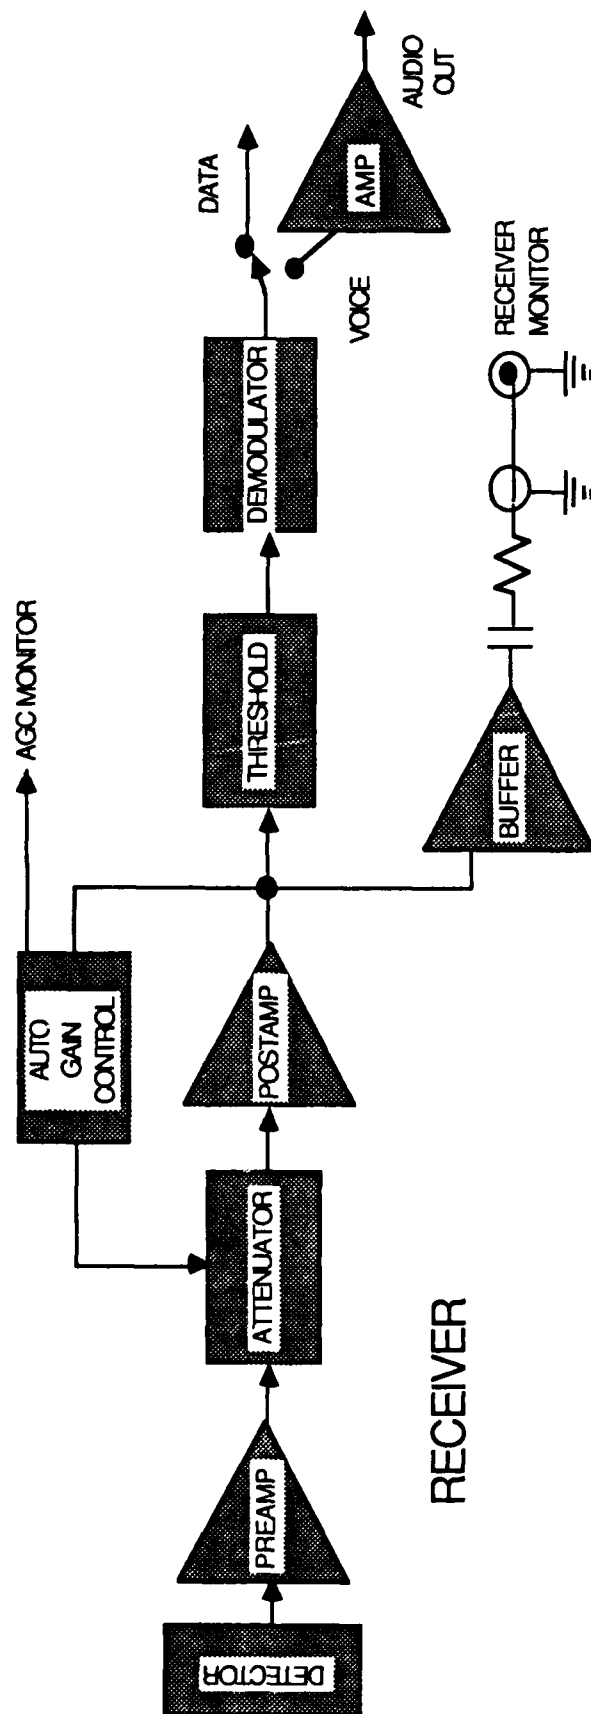 DETECTOR
PREAMP
ATTENUATOR
AUTO
GAIN
CONTROL
AGC MONITOR
POSTAMP
THRESHOLD
DEMODULATOR
DATA
VOICE
AMP
AUDIO
OUT
BUFFER
RECEIVER
MONITOR
RECEIVER